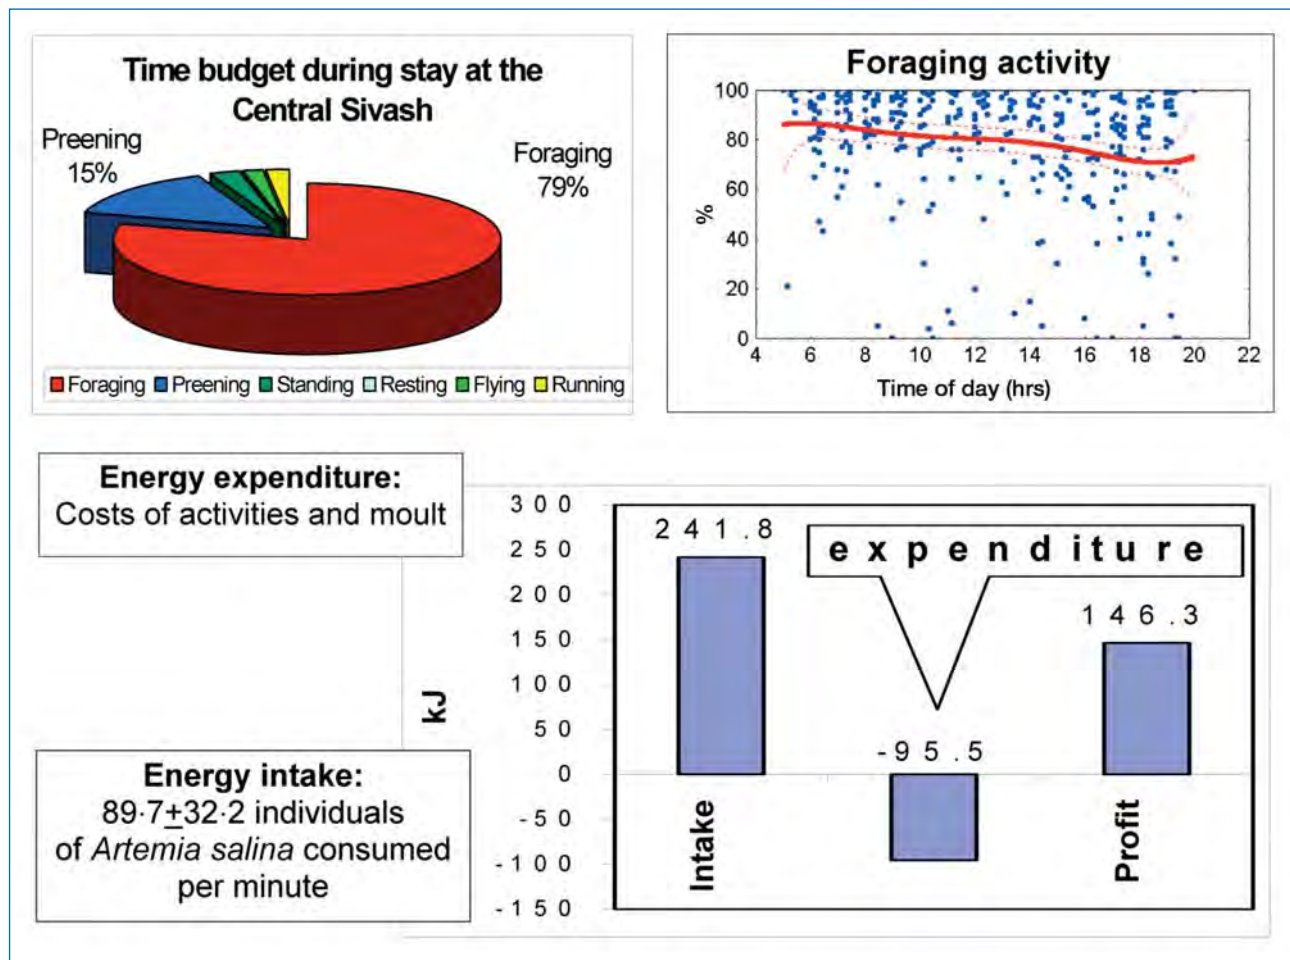 Time budget during stay at the
Central Sivash
Preening
15%
Foraging
79%
Foraging Preening Standing Resting Flying Running
Foraging activity
100
80
60
40
20
0
%
4 6 8 10 12 14 16 18 20 22
Time of day (hrs)
Energy expenditure:
Costs of activities and moult
Energy intake:
89·7±32·2 individuals
of Artemia salina consumed
per minute
300
250
200
150
100
50
0
-50
-100
-150
kJ
241.8
expenditure
-95.5
146.3
Intake
Profit